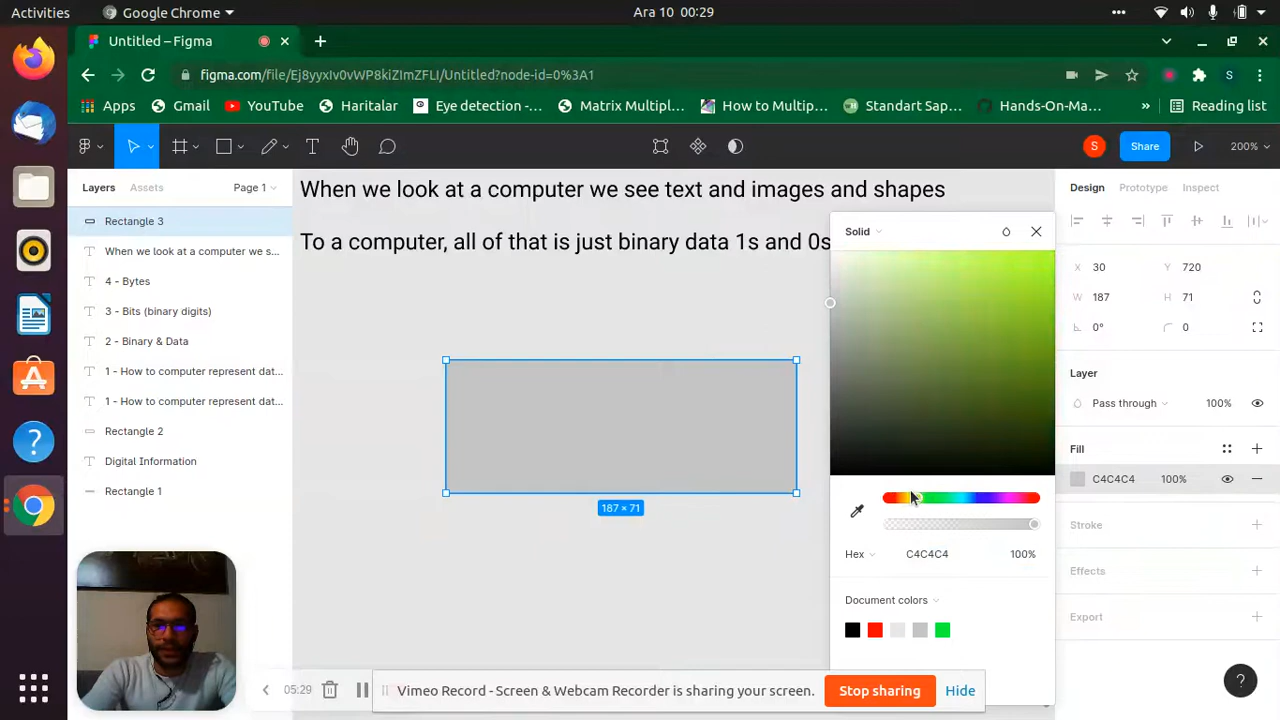 Activities
Google Chrome
Ara 10 00:29
Untitled – Figma
figma.com/file/Ej8yyxIv0vWP8kiZImZFLI/Untitled?node-id=0%3A1
Apps
Gmail
YouTube
Haritalar
Eye detection -...
Matrix Multipl...
How to Multip...
Standart Sap...
Hands-On-Ma...
»
Reading list
S
Share
200%
Layers
Assets
Page 1
Rectangle 3
When we look at a computer we s...
4 - Bytes
3 - Bits (binary digits)
2 - Binary & Data
1 - How to computer represent dat...
1 - How to computer represent dat...
Rectangle 2
Digital Information
Rectangle 1
When we look at a computer we see text and images and shapes
To a computer, all of that is just binary data 1s and 0s
187 × 71
Solid
Hex
C4C4C4
100%
Document colors
Design
Prototype
Inspect
X 30
Y 720
W 187
H 71
0°
0
Layer
Pass through
100%
Fill
C4C4C4
100%
Stroke
Effects
Export
05:29
Vimeo Record - Screen & Webcam Recorder is sharing your screen.
Stop sharing
Hide
?